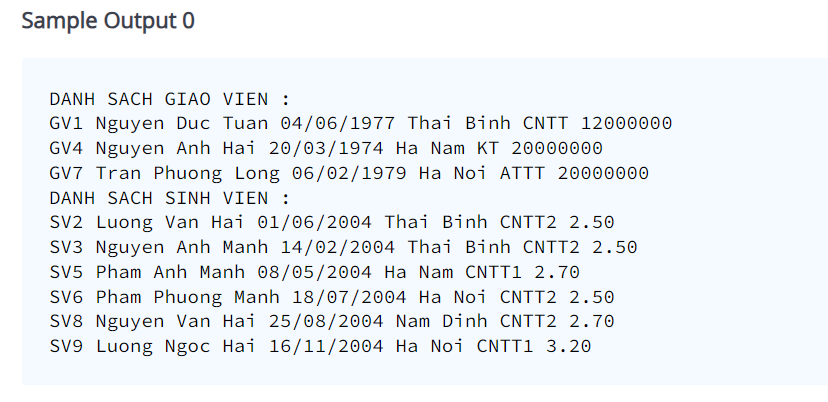 Sample Output 0
DANH SACH GIAO VIEN :
GV1 Nguyen Duc Tuan 04/06/1977 Thai Binh CNTT 12000000
GV4 Nguyen Anh Hai 20/03/1974 Ha Nam KT 20000000
GV7 Tran Phuong Long 06/02/1979 Ha Noi ATTT 20000000
DANH SACH SINH VIEN :
SV2 Luong Van Hai 01/06/2004 Thai Binh CNTT2 2.50
SV3 Nguyen Anh Manh 14/02/2004 Thai Binh CNTT2 2.50
SV5 Pham Anh Manh 08/05/2004 Ha Nam CNTT1 2.70
SV6 Pham Phuong Manh 18/07/2004 Ha Noi CNTT2 2.50
SV8 Nguyen Van Hai 25/08/2004 Nam Dinh CNTT2 2.70
SV9 Luong Ngoc Hai 16/11/2004 Ha Noi CNTT1 3.20